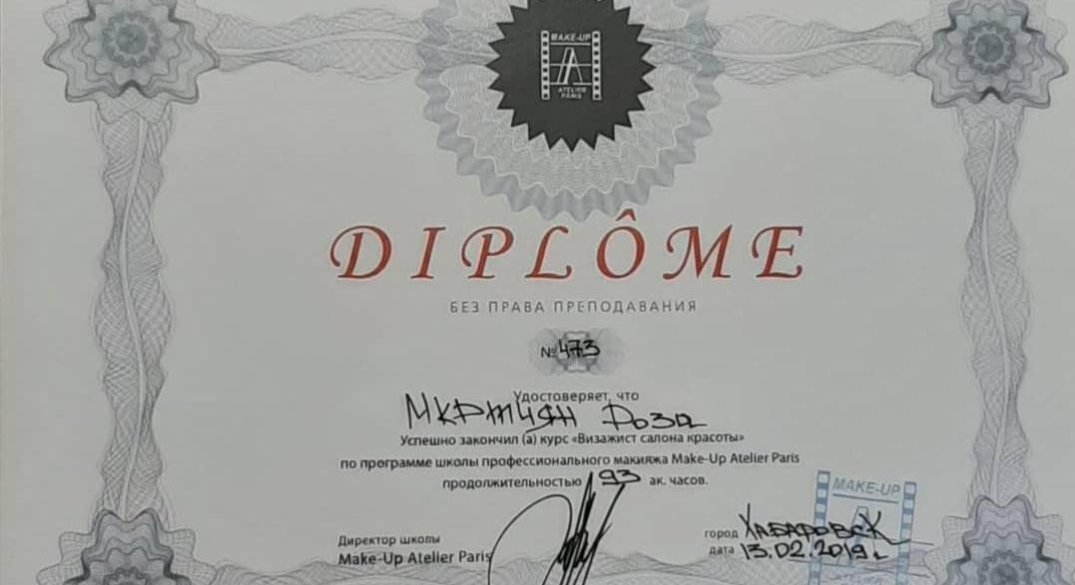 MAKE-UP
ATELIER
PARIS
DIPLÔME
БЕЗ ПРАВА ПРЕПОДАВАНИЯ
№ 473
Удостоверяет, что
Мкртчян Роза
Успешно закончил (а) курс «Визажист салона красоты»
по программе школы профессионального макияжа Make-Up Atelier Paris
продолжительностью 93 ак. часов.
Директор школы
Make-Up Atelier Paris
город Хабаровск
дата 13.02.2019 г.
MAKE-UP